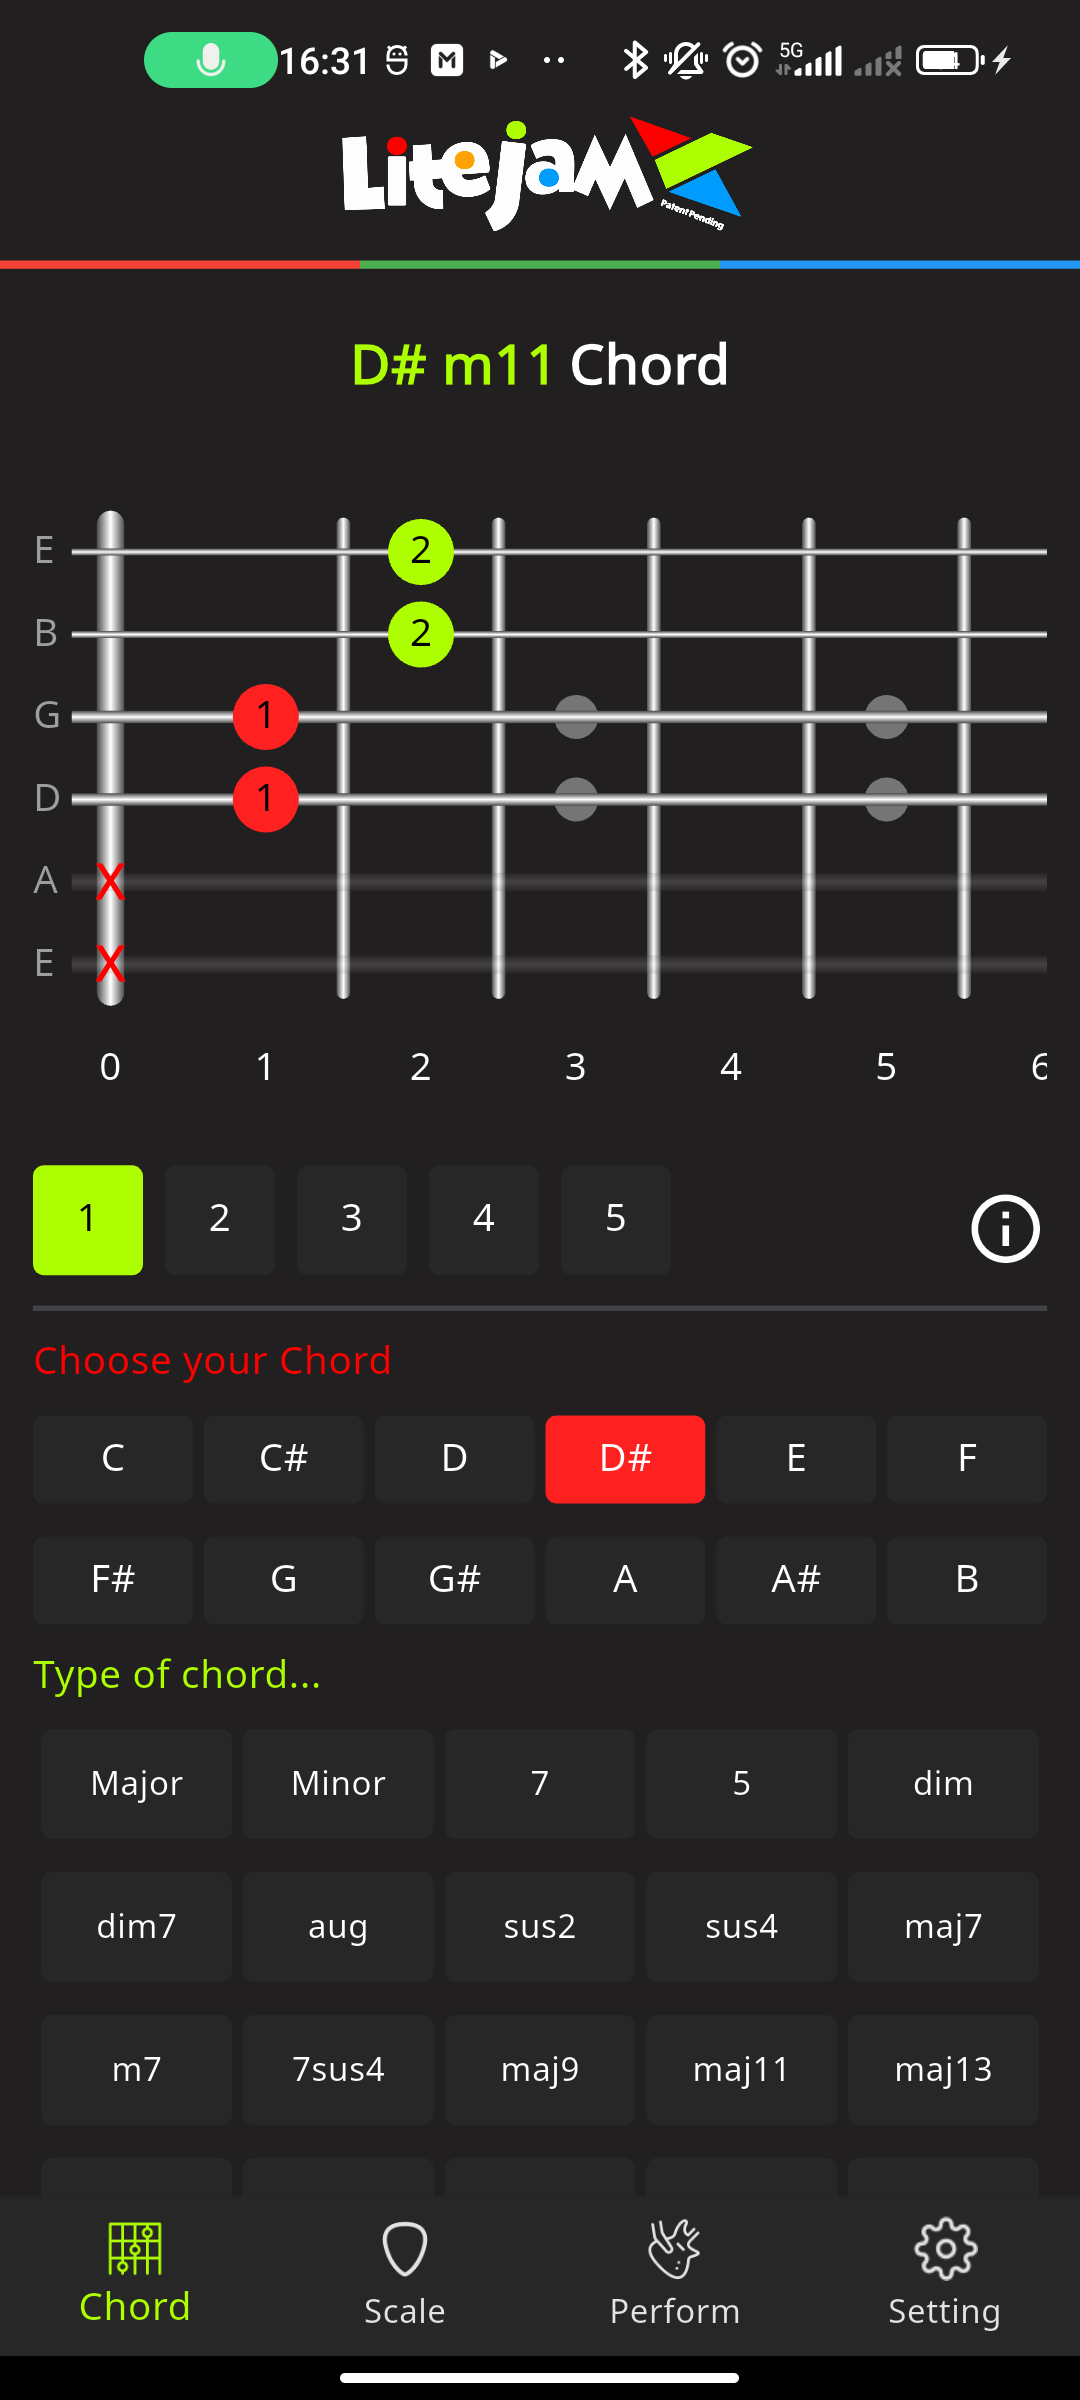 16:31 5G
Litejam
Patent Pending
D# m11 Chord
E 2
B 2
G 1
D 1
A X
E X
0 1 2 3 4 5 6
1 2 3 4 5
Choose your Chord
C C# D D# E F
F# G G# A A# B
Type of chord...
Major Minor 7 5 dim
dim7 aug sus2 sus4 maj7
m7 7sus4 maj9 maj11 maj13
Chord Scale Perform Setting